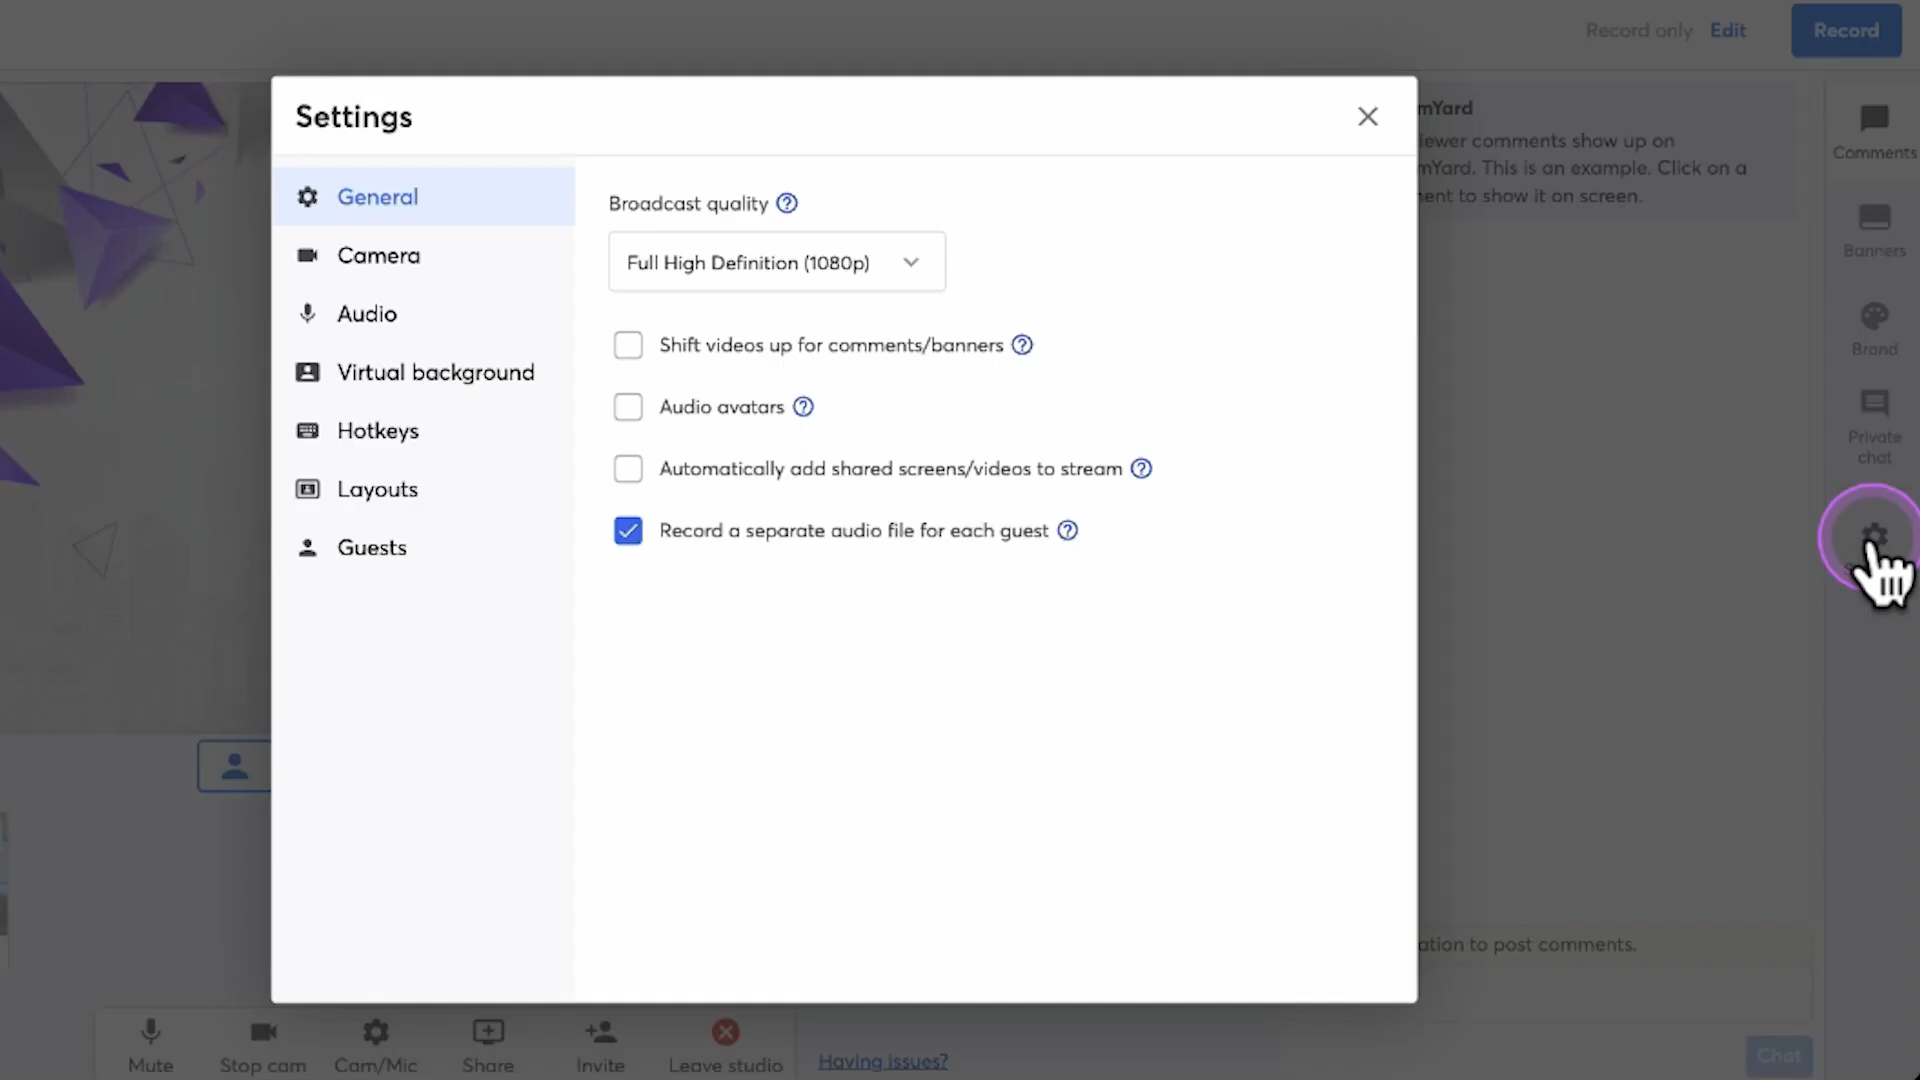 Record only Edit Record
Settings
General
Camera
Audio
Virtual background
Hotkeys
Layouts
Guests
Broadcast quality
Full High Definition (1080p)
Shift videos up for comments/banners
Audio avatars
Automatically add shared screens/videos to stream
Record a separate audio file for each guest
mYard
iewer comments show up on
mYard. This is an example. Click on a
ent to show it on screen.
Comments
Banners
Brand
Private
chat
ation to post comments.
Chat
Mute
Stop cam
Cam/Mic
Share
Invite
Leave studio
Having issues?